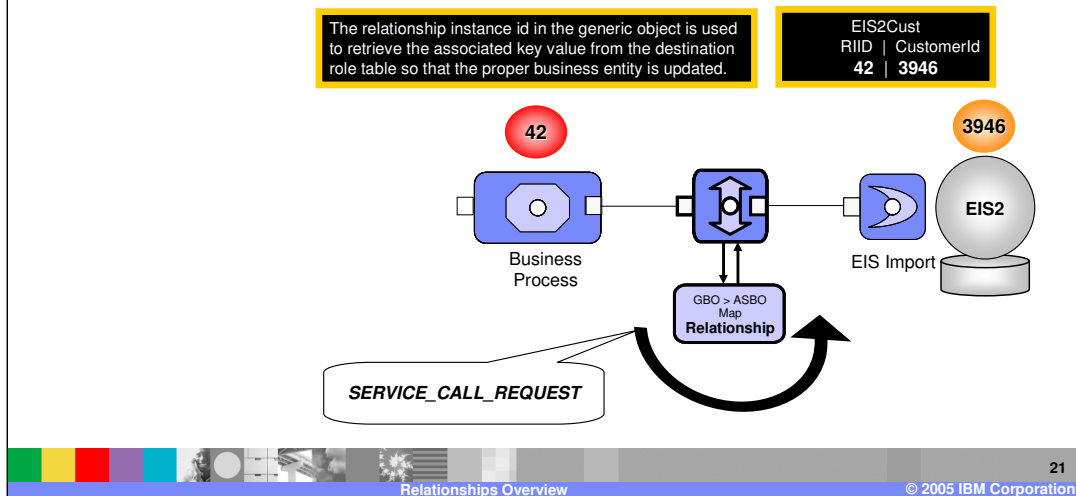 The relationship instance id in the generic object is used
to retrieve the associated key value from the destination
role table so that the proper business entity is updated.
EIS2Cust
RIID | CustomerId
42 | 3946
42
3946
EIS2
Business
Process
EIS Import
GBO > ASBO
Map
Relationship
SERVICE_CALL_REQUEST
21
Relationships Overview
© 2005 IBM Corporation